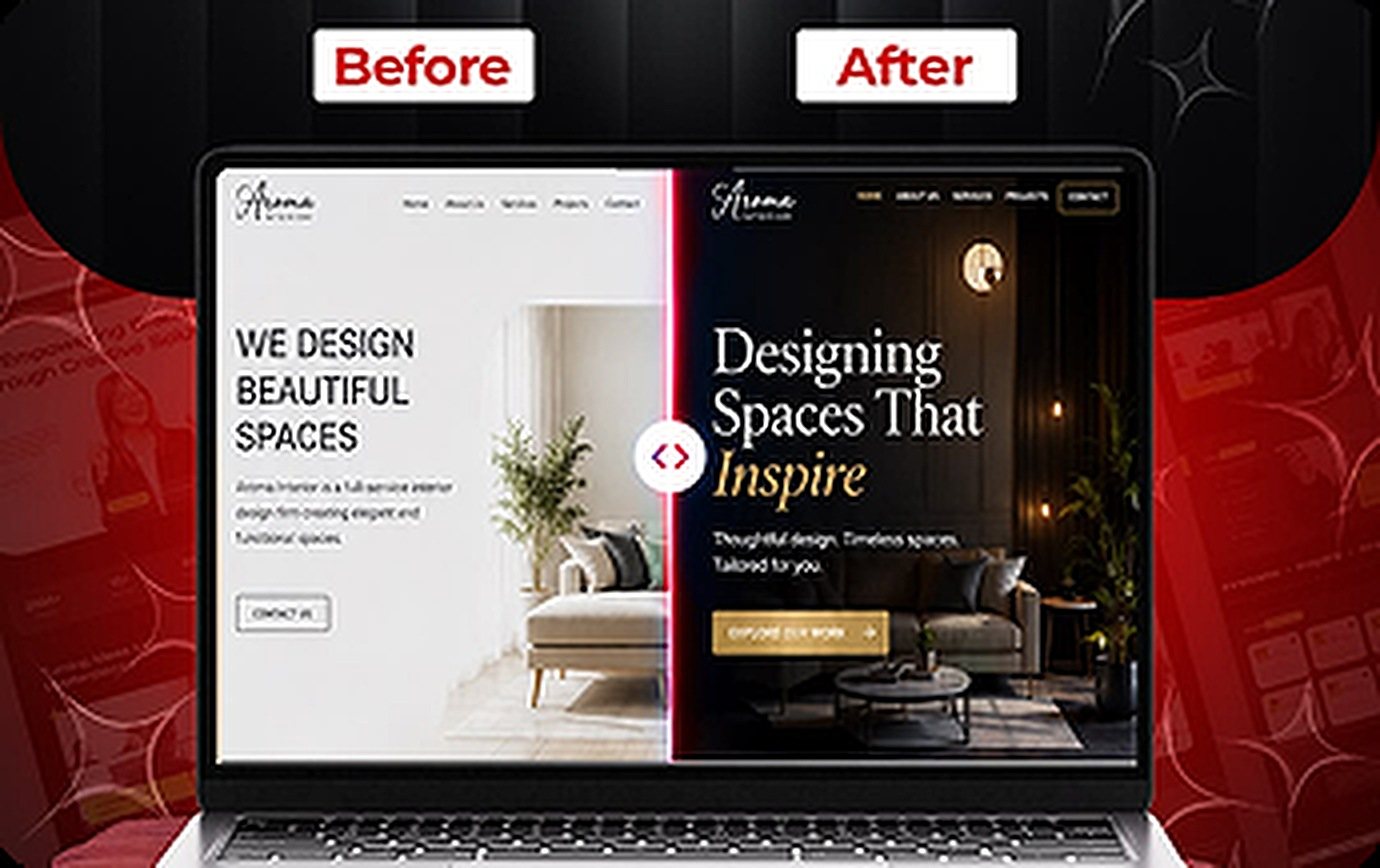 Before
After
Aroma
Home About Us Services Projects Contact
WE DESIGN
BEAUTIFUL
SPACES
Aroma Interior is a full-service interior
design firm creating elegant and
functional spaces.
CONTACT US
Aroma
HOME ABOUT US SERVICES PROJECTS CONTACT
Designing
Spaces That
Inspire
Thoughtful design. Timeless spaces.
Tailored for you.
EXPLORE OUR WORK